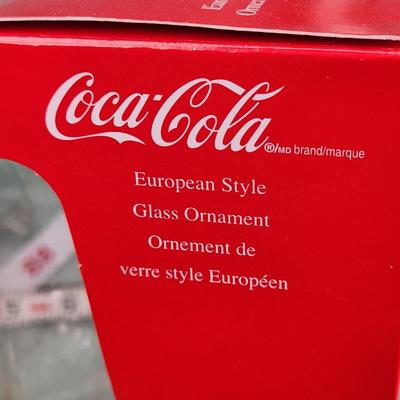 Coca-Cola ®/MD brand/marque
European Style
Glass Ornament
Ornement de
verre style Européen